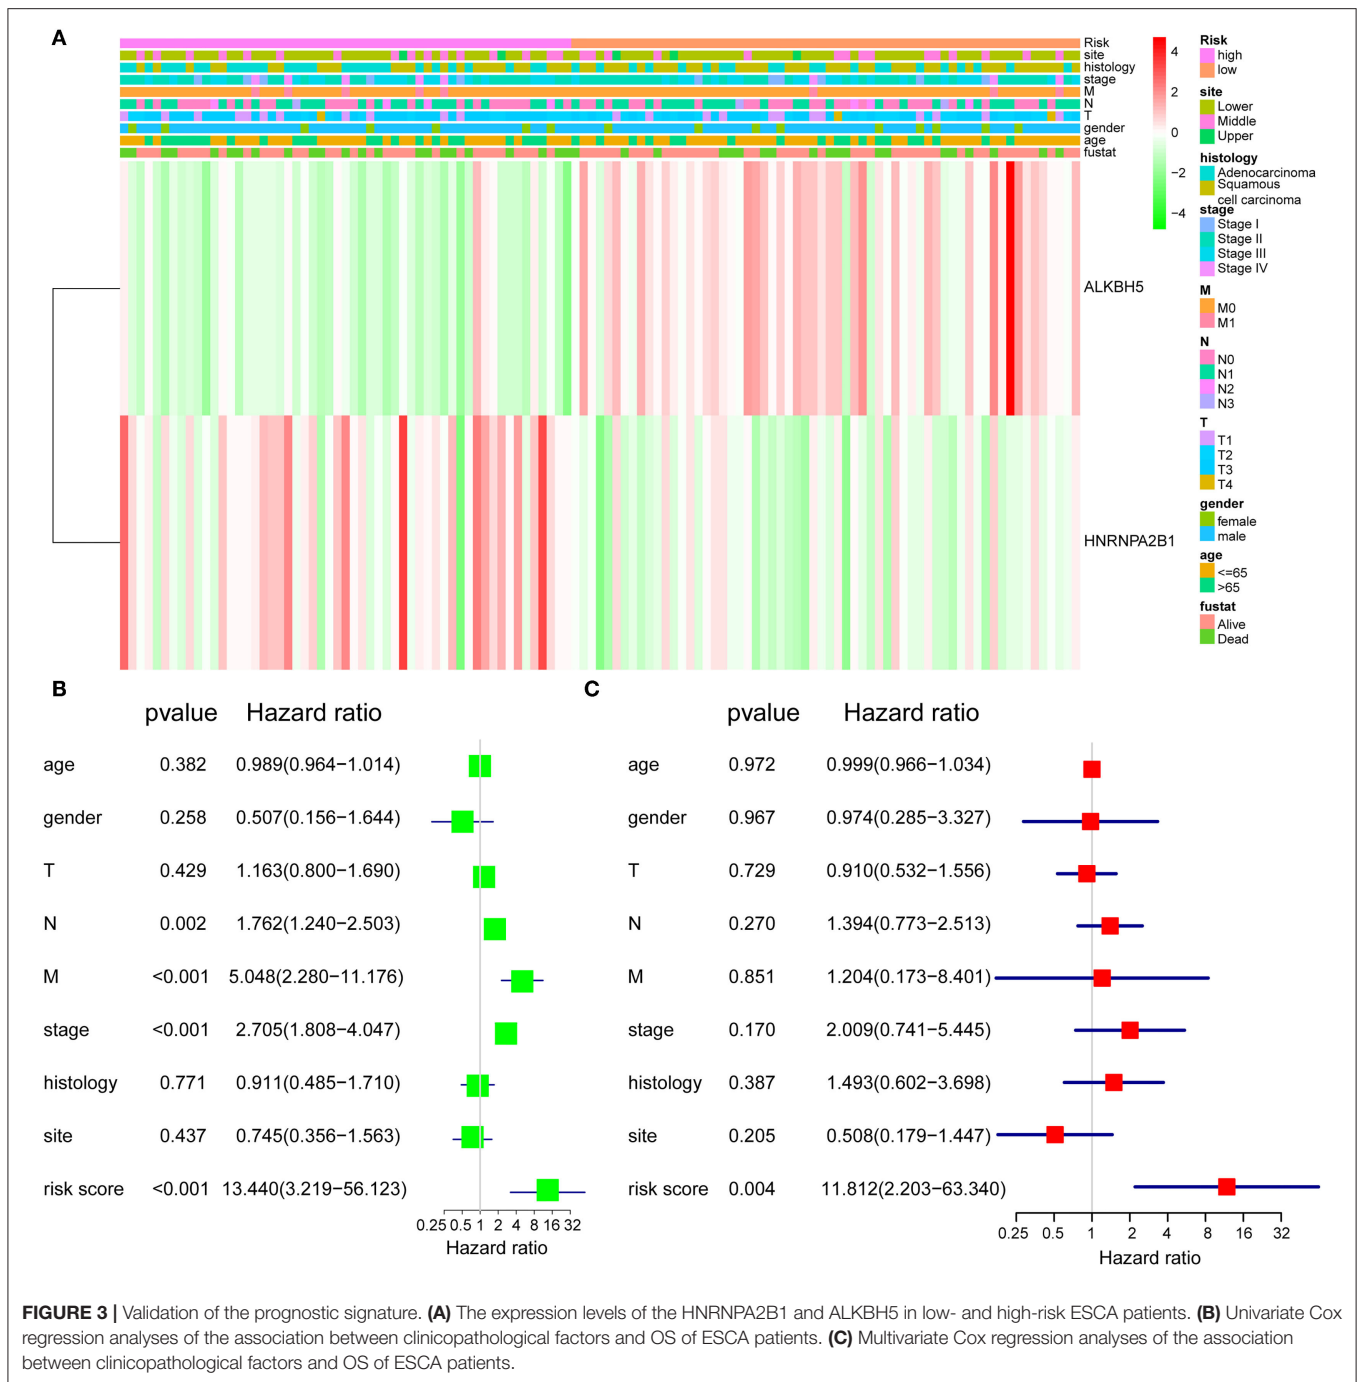 A
Risk
site
histology
stage
M
N
T
gender
age
fustat
4
2
0
−2
−4
Risk
high
low
site
Lower
Middle
Upper
histology
Adenocarcinoma
Squamous
cell carcinoma
stage
Stage I
Stage II
Stage III
Stage IV
M
M0
M1
N
N0
N1
N2
N3
T
T1
T2
T3
T4
gender
female
male
age
<=65
>65
fustat
Alive
Dead
ALKBH5
HNRNPA2B1
B
pvalue Hazard ratio
age 0.382 0.989(0.964−1.014)
gender 0.258 0.507(0.156−1.644)
T 0.429 1.163(0.800−1.690)
N 0.002 1.762(1.240−2.503)
M <0.001 5.048(2.280−11.176)
stage <0.001 2.705(1.808−4.047)
histology 0.771 0.911(0.485−1.710)
site 0.437 0.745(0.356−1.563)
risk score <0.001 13.440(3.219−56.123)
0.25 0.5 1 2 4 8 16 32
Hazard ratio
C
pvalue Hazard ratio
age 0.972 0.999(0.966−1.034)
gender 0.967 0.974(0.285−3.327)
T 0.729 0.910(0.532−1.556)
N 0.270 1.394(0.773−2.513)
M 0.851 1.204(0.173−8.401)
stage 0.170 2.009(0.741−5.445)
histology 0.387 1.493(0.602−3.698)
site 0.205 0.508(0.179−1.447)
risk score 0.004 11.812(2.203−63.340)
0.25 0.5 1 2 4 8 16 32
Hazard ratio
FIGURE 3 | Validation of the prognostic signature. (A) The expression levels of the HNRNPA2B1 and ALKBH5 in low- and high-risk ESCA patients. (B) Univariate Cox
regression analyses of the association between clinicopathological factors and OS of ESCA patients. (C) Multivariate Cox regression analyses of the association
between clinicopathological factors and OS of ESCA patients.